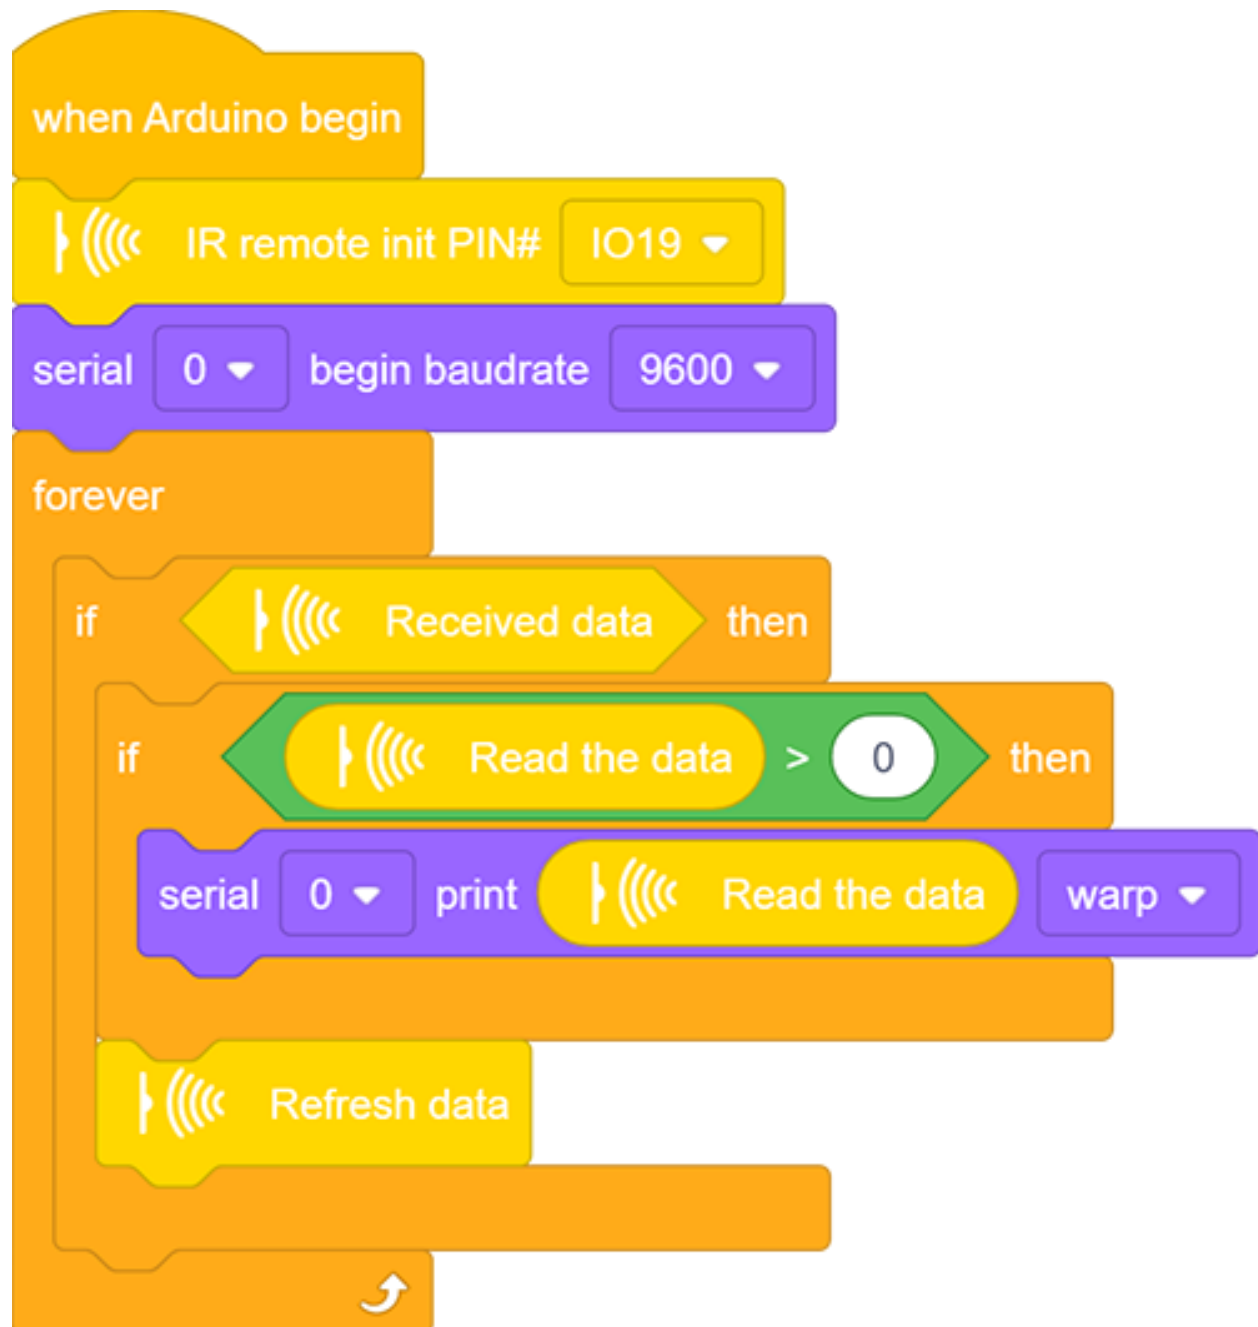 when Arduino begin
IR remote init PIN# IO19
serial 0 begin baudrate 9600
forever
if Received data then
if Read the data > 0 then
serial 0 print Read the data warp
Refresh data